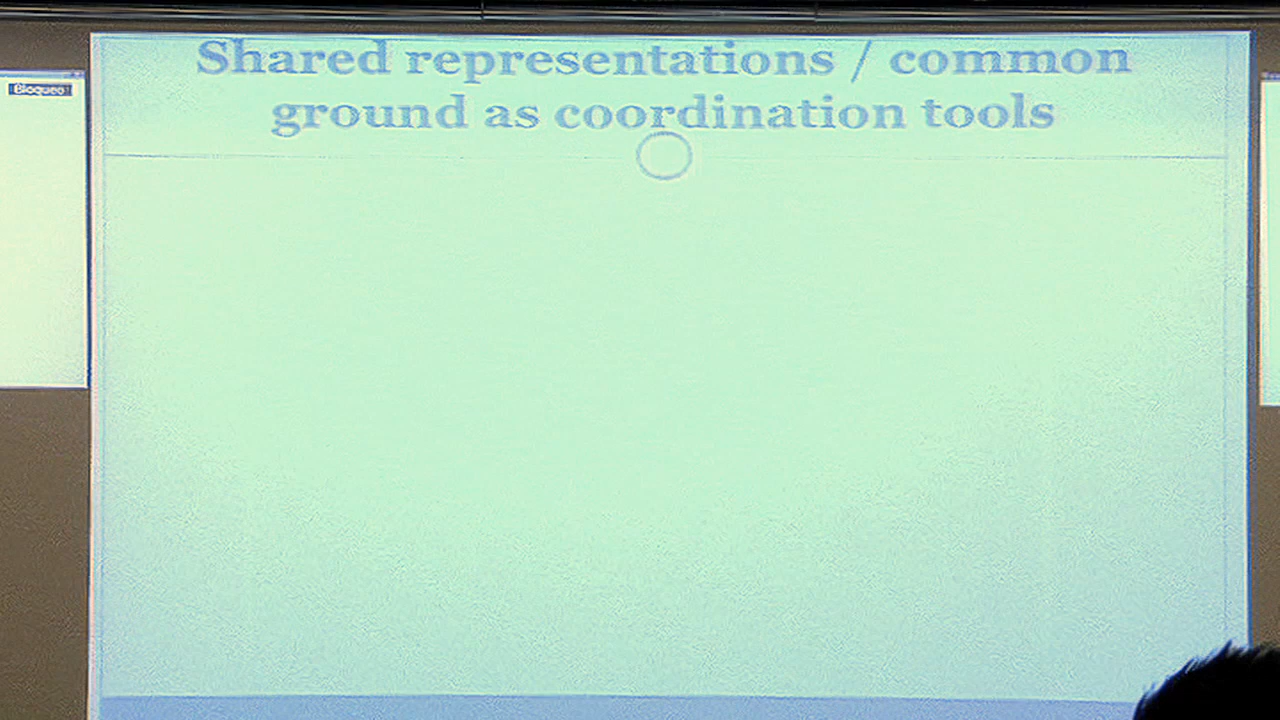 Shared representations / common
ground as coordination tools
Bloqueo